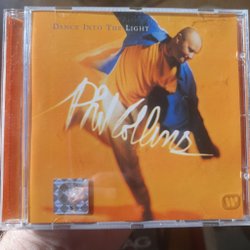 DANCE INTO THE LIGHT
Phil Collins